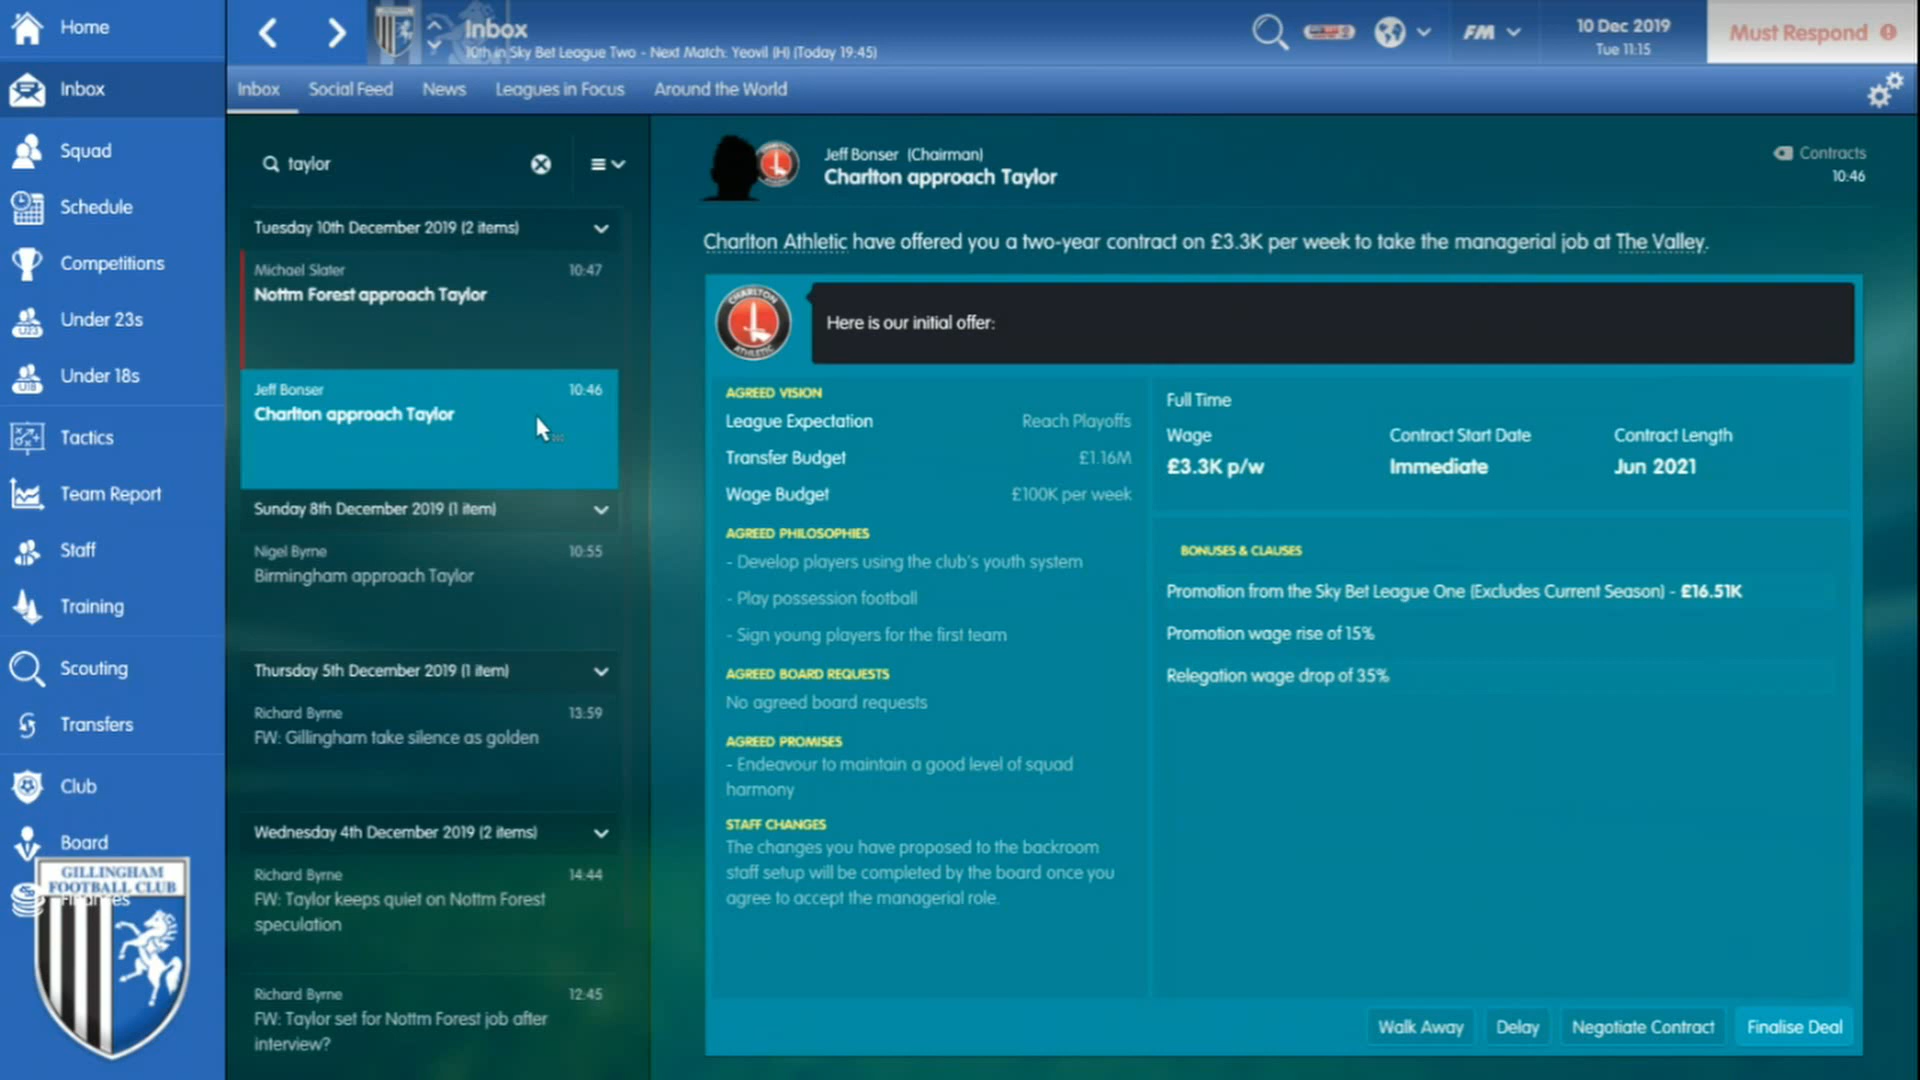 Home
Inbox
Squad
Schedule
Competitions
Under 23s
U23
Under 18s
U18
Tactics
Team Report
Staff
Training
Scouting
Transfers
Club
Board
Finances
GILLINGHAM
FOOTBALL CLUB
Inbox
10th in Sky Bet League Two - Next Match: Yeovil (H) (Today 19:45)
FM
10 Dec 2019
Tue 11:15
Must Respond
Inbox
Social Feed
News
Leagues in Focus
Around the World
taylor
Tuesday 10th December 2019 (2 items)
Michael Slater
10:47
Nottm Forest approach Taylor
Jeff Bonser
10:46
Charlton approach Taylor
Sunday 8th December 2019 (1 item)
Nigel Byrne
10:55
Birmingham approach Taylor
Thursday 5th December 2019 (1 item)
Richard Byrne
13:59
FW: Gillingham take silence as golden
Wednesday 4th December 2019 (2 items)
Richard Byrne
14:44
FW: Taylor keeps quiet on Nottm Forest
speculation
Richard Byrne
12:45
FW: Taylor set for Nottm Forest job after
interview?
Jeff Bonser (Chairman)
Charlton approach Taylor
Contracts
10:46
Charlton Athletic have offered you a two-year contract on £3.3K per week to take the managerial job at The Valley.
CHARLTON
ATHLETIC
Here is our initial offer:
AGREED VISION
League Expectation
Reach Playoffs
Transfer Budget
£1.16M
Wage Budget
£100K per week
AGREED PHILOSOPHIES
- Develop players using the club's youth system
- Play possession football
- Sign young players for the first team
AGREED BOARD REQUESTS
No agreed board requests
AGREED PROMISES
- Endeavour to maintain a good level of squad
harmony
STAFF CHANGES
The changes you have proposed to the backroom
staff setup will be completed by the board once you
agree to accept the managerial role.
Full Time
Wage
£3.3K p/w
Contract Start Date
Immediate
Contract Length
Jun 2021
BONUSES & CLAUSES
Promotion from the Sky Bet League One (Excludes Current Season) - £16.51K
Promotion wage rise of 15%
Relegation wage drop of 35%
Walk Away
Delay
Negotiate Contract
Finalise Deal